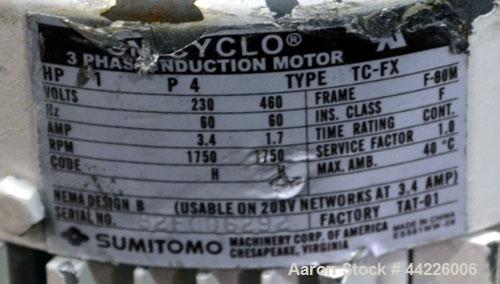 CYCLO®
3 PHASE INDUCTION MOTOR
HP 1 P 4 TYPE TC-FX
VOLTS 230 460 FRAME F-80M
Hz 60 60 INS. CLASS F
AMP 3.4 1.7 TIME RATING CONT.
RPM 1750 1750 SERVICE FACTOR 1.0
CODE H MAX. AMB. 40 °C
NEMA DESIGN B (USABLE ON 208V NETWORKS AT 3.4 AMP)
SERIAL NO. FACTORY TAT-01
SUMITOMO MACHINERY CORP. OF AMERICA
CHESAPEAKE, VIRGINIA
MADE IN CHINA
Aaron Stock # 44226006